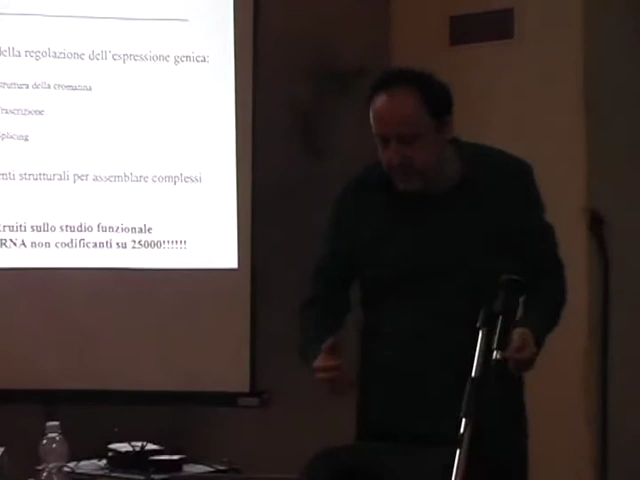 della regolazione dell'espressione genica:
struttura della cromatina
Trascrizione
Splicing
nti strutturali per assemblare complessi
ruiti sullo studio funzionale
RNA non codificanti su 25000!!!!!!